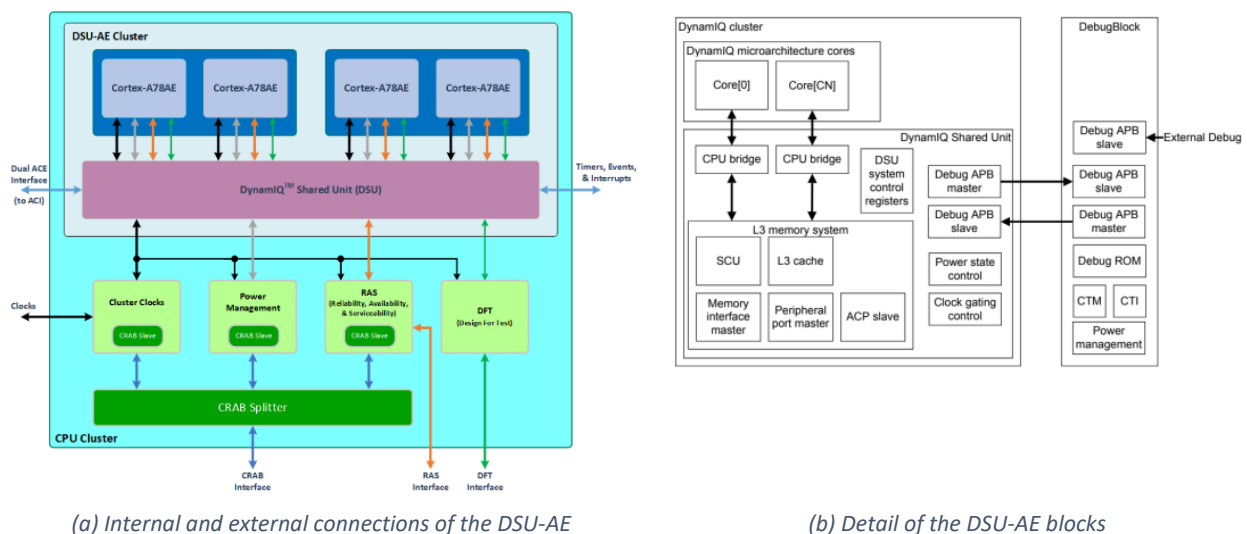 DSU-AE Cluster
Cortex-A78AE
Cortex-A78AE
Cortex-A78AE
Cortex-A78AE
Dual ACE
Interface
(to ACI)
DynamIQ™ Shared Unit (DSU)
Timers, Events,
& Interrupts
Clocks
Cluster Clocks
CRAB Slave
Power
Management
CRAB Slave
RAS
(Reliability, Availability,
& Serviceability)
CRAB Slave
DFT
(Design For Test)
CRAB Splitter
CPU Cluster
CRAB
Interface
RAS
Interface
DFT
Interface
(a) Internal and external connections of the DSU-AE
DynamIQ cluster
DynamIQ microarchitecture cores
Core[0]
Core[CN]
DynamIQ Shared Unit
CPU bridge
CPU bridge
DSU
system
control
registers
Debug APB
master
Debug APB
slave
L3 memory system
SCU
L3 cache
Power state
control
Memory
interface
master
Peripheral
port master
ACP slave
Clock gating
control
DebugBlock
Debug APB
slave
External Debug
Debug APB
slave
Debug APB
master
Debug ROM
CTM
CTI
Power
management
(b) Detail of the DSU-AE blocks